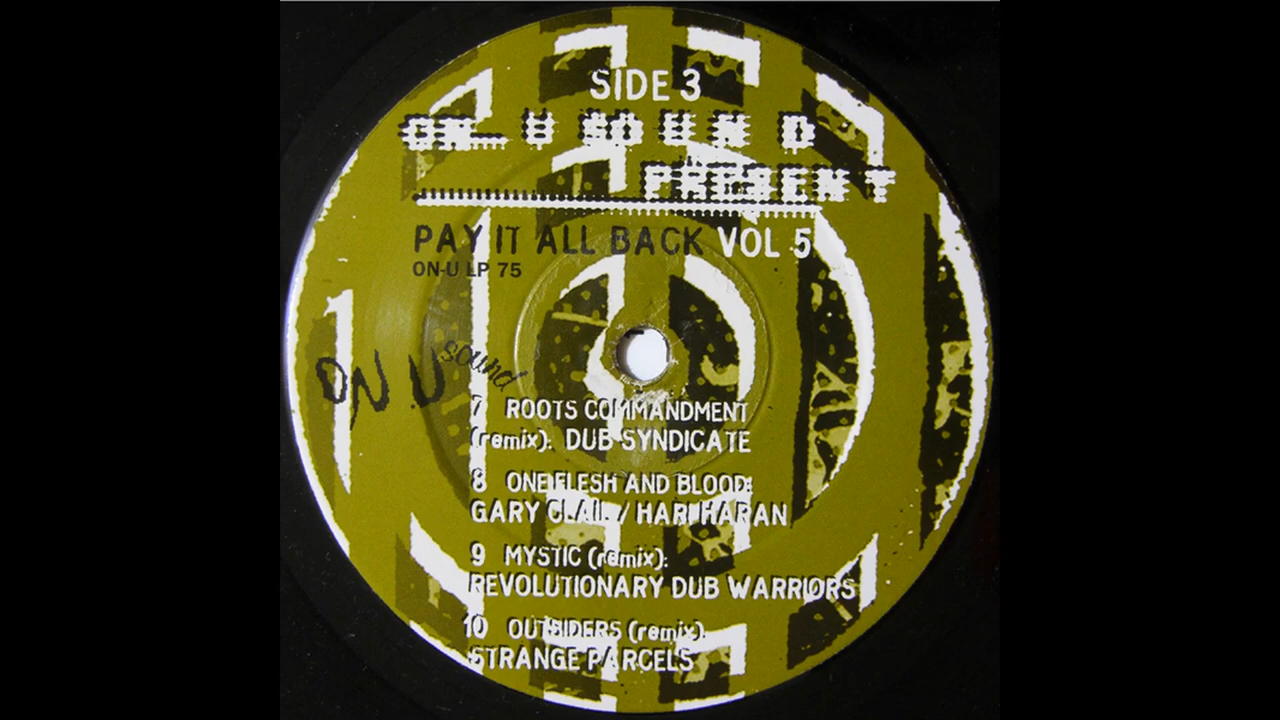 SIDE 3
ON_U SOUND
PRESENT
PAY IT ALL BACK VOL 5
ON-U LP 75
ON.U sound
7 ROOTS COMMANDMENT
(remix): DUB SYNDICATE
8 ONE FLESH AND BLOOD:
GARY CLAIL / HARI HARAN
9 MYSTIC (remix):
REVOLUTIONARY DUB WARRIORS
10 OUTSIDERS (remix):
STRANGE PARCELS